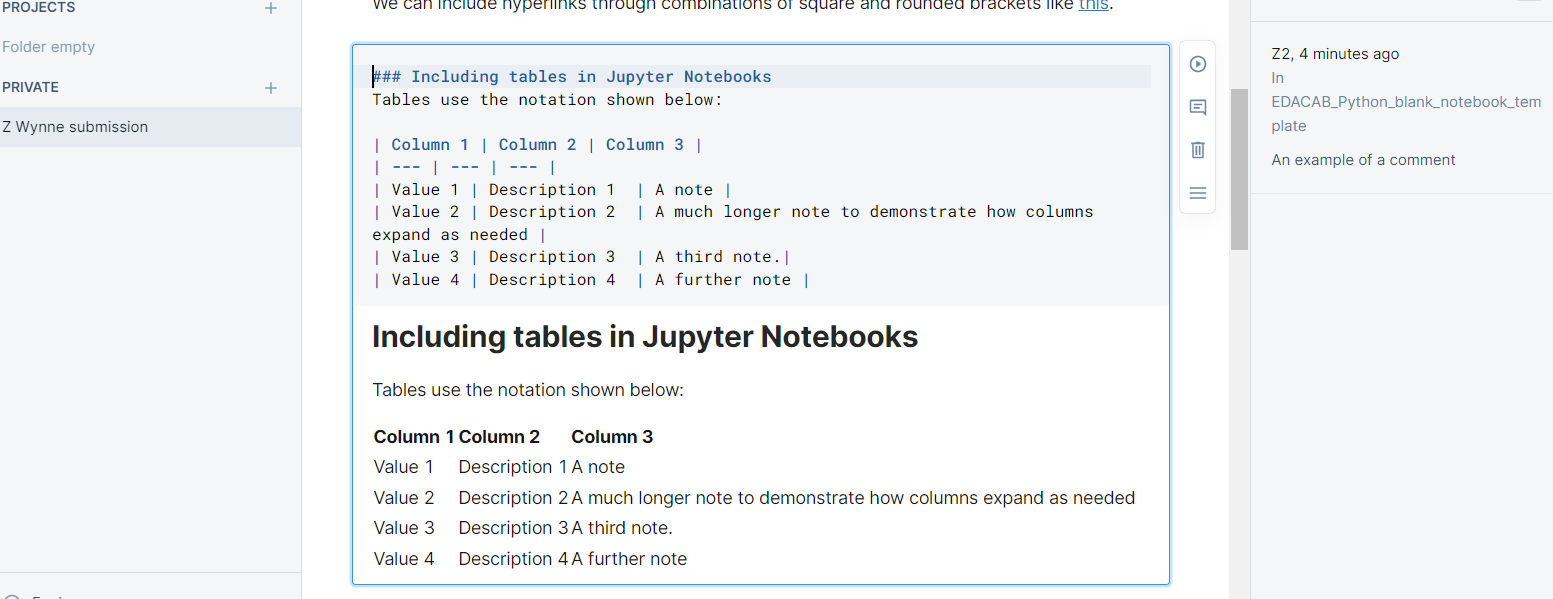 PROJECTS +
Folder empty
PRIVATE +
Z Wynne submission
We can include hyperlinks through combinations of square and rounded brackets like this.
### Including tables in Jupyter Notebooks
Tables use the notation shown below:
| Column 1 | Column 2 | Column 3 |
| --- | --- | --- |
| Value 1 | Description 1  | A note |
| Value 2 | Description 2  | A much longer note to demonstrate how columns
expand as needed |
| Value 3 | Description 3  | A third note.|
| Value 4 | Description 4  | A further note |
Including tables in Jupyter Notebooks
Tables use the notation shown below:
Column 1 Column 2 Column 3
Value 1 Description 1 A note
Value 2 Description 2 A much longer note to demonstrate how columns expand as needed
Value 3 Description 3 A third note.
Value 4 Description 4 A further note
Z2, 4 minutes ago
In
EDACAB_Python_blank_notebook_tem
plate
An example of a comment